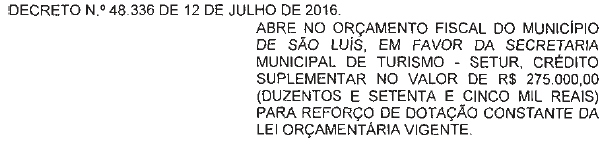 DECRETO N.º 48.336 DE 12 DE JULHO DE 2016.
ABRE NO ORÇAMENTO FISCAL DO MUNICÍPIO
DE SÃO LUÍS, EM FAVOR DA SECRETARIA
MUNICIPAL DE TURISMO - SETUR, CRÉDITO
SUPLEMENTAR NO VALOR DE R$ 275.000,00
(DUZENTOS E SETENTA E CINCO MIL REAIS)
PARA REFORÇO DE DOTAÇÃO CONSTANTE DA
LEI ORÇAMENTÁRIA VIGENTE.